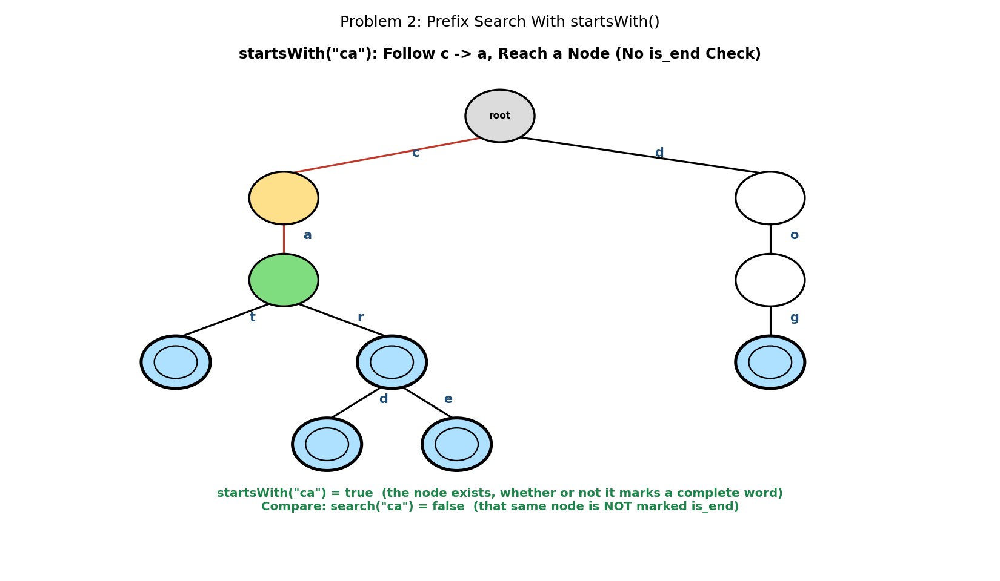 Problem 2: Prefix Search With startsWith()
startsWith("ca"): Follow c -> a, Reach a Node (No is_end Check)
root
c
d
a
o
t
r
g
d
e
startsWith("ca") = true  (the node exists, whether or not it marks a complete word)
Compare: search("ca") = false  (that same node is NOT marked is_end)